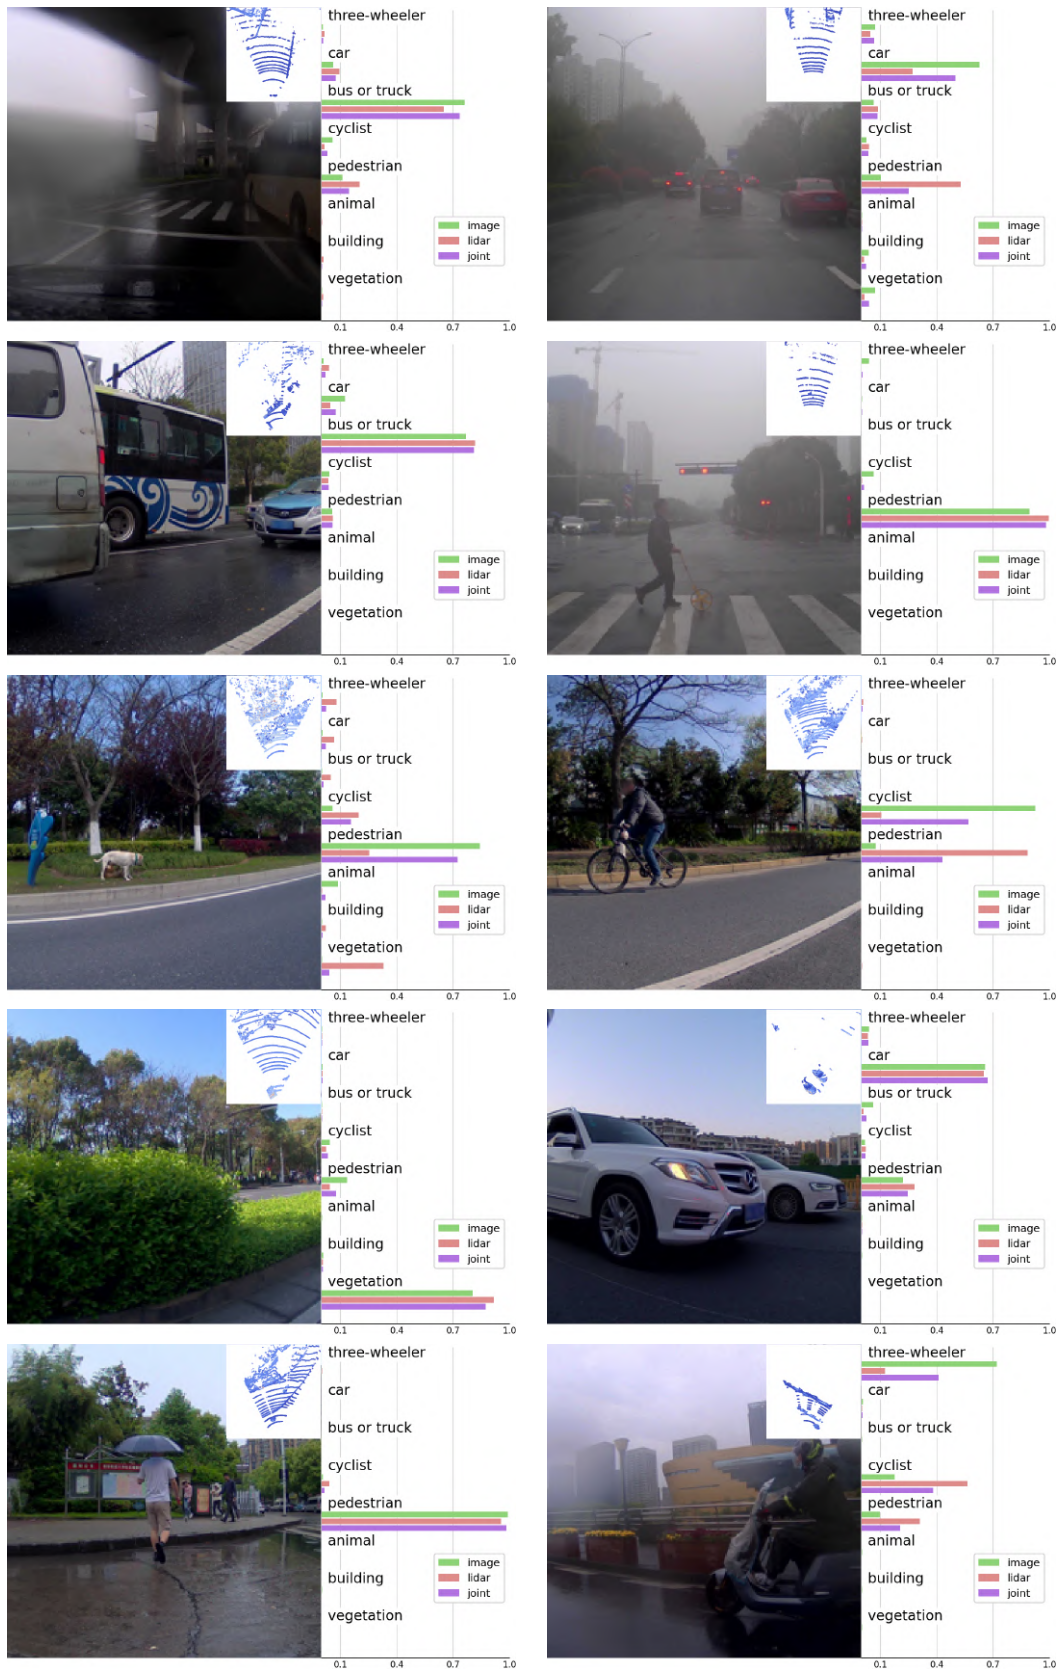 three-wheeler
car
bus or truck
cyclist
pedestrian
animal
building
vegetation
image
lidar
joint
0.1 0.4 0.7 1.0
three-wheeler
car
bus or truck
cyclist
pedestrian
animal
building
vegetation
image
lidar
joint
0.1 0.4 0.7 1.0
three-wheeler
car
bus or truck
cyclist
pedestrian
animal
building
vegetation
image
lidar
joint
0.1 0.4 0.7 1.0
three-wheeler
car
bus or truck
cyclist
pedestrian
animal
building
vegetation
image
lidar
joint
0.1 0.4 0.7 1.0
three-wheeler
car
bus or truck
cyclist
pedestrian
animal
building
vegetation
image
lidar
joint
0.1 0.4 0.7 1.0
three-wheeler
car
bus or truck
cyclist
pedestrian
animal
building
vegetation
image
lidar
joint
0.1 0.4 0.7 1.0
three-wheeler
car
bus or truck
cyclist
pedestrian
animal
building
vegetation
image
lidar
joint
0.1 0.4 0.7 1.0
three-wheeler
car
bus or truck
cyclist
pedestrian
animal
building
vegetation
image
lidar
joint
0.1 0.4 0.7 1.0
three-wheeler
car
bus or truck
cyclist
pedestrian
animal
building
vegetation
image
lidar
joint
0.1 0.4 0.7 1.0
three-wheeler
car
bus or truck
cyclist
pedestrian
animal
building
vegetation
image
lidar
joint
0.1 0.4 0.7 1.0